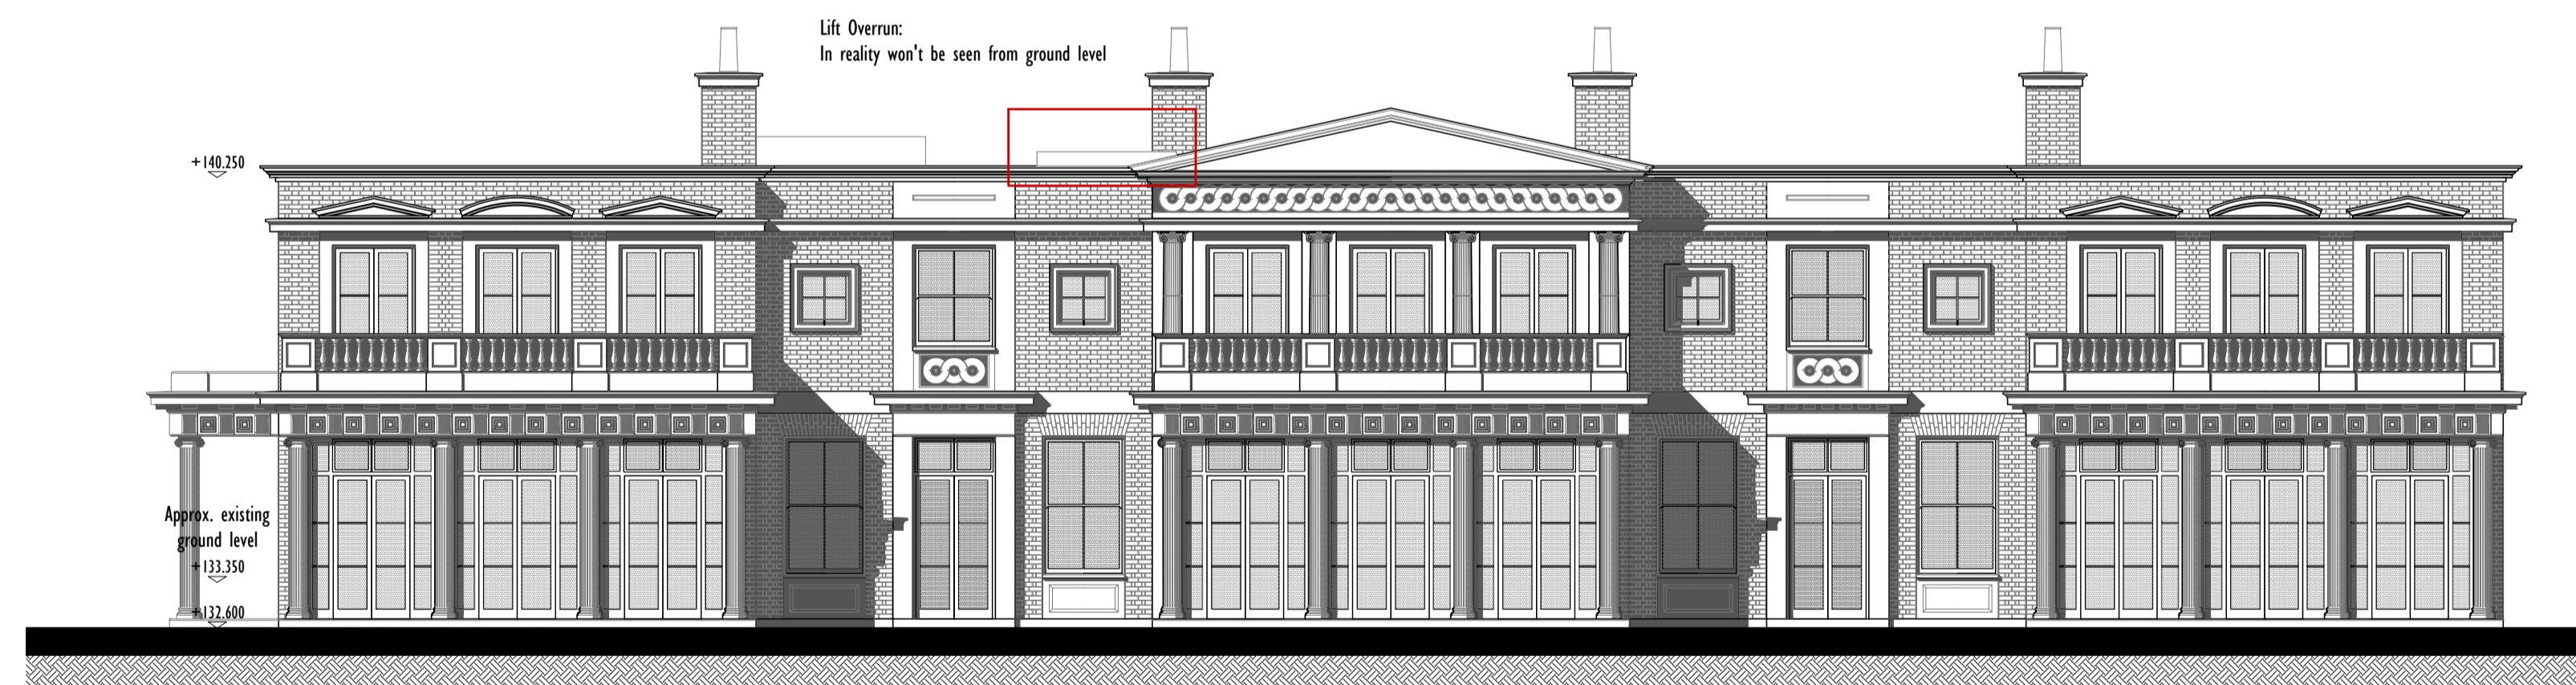 Lift Overrun:
In reality won't be seen from ground level
+140.250
Approx. existing
ground level
+133.350
+132.600